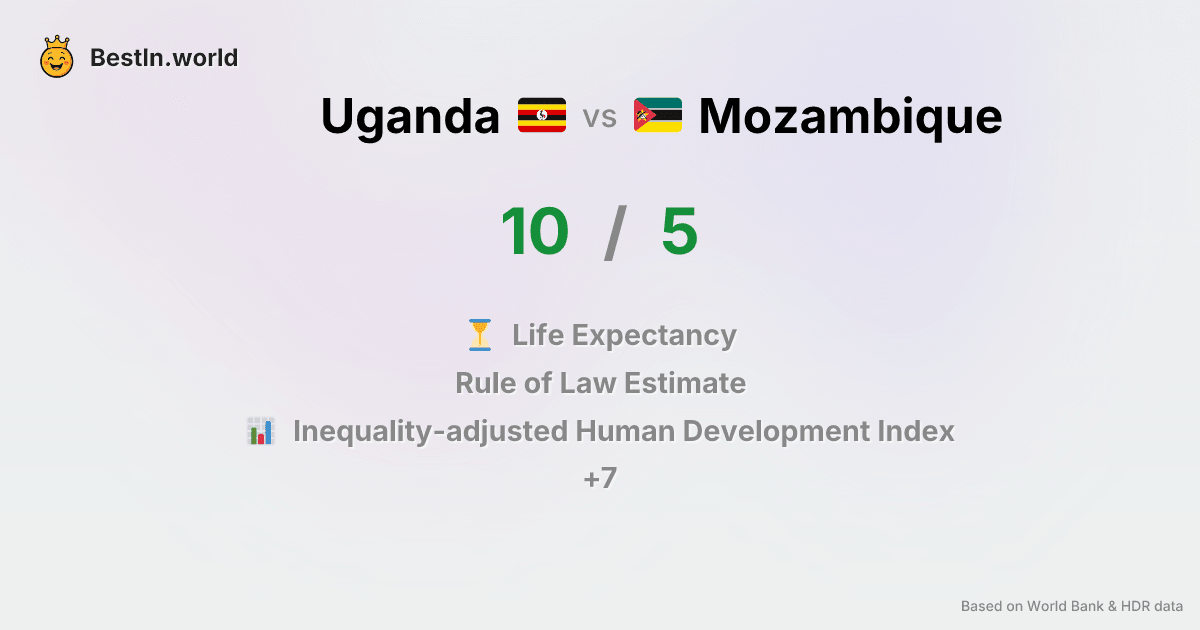 BestIn.world
Uganda vs Mozambique
10 / 5
Life Expectancy
Rule of Law Estimate
Inequality-adjusted Human Development Index
+7
Based on World Bank & HDR data